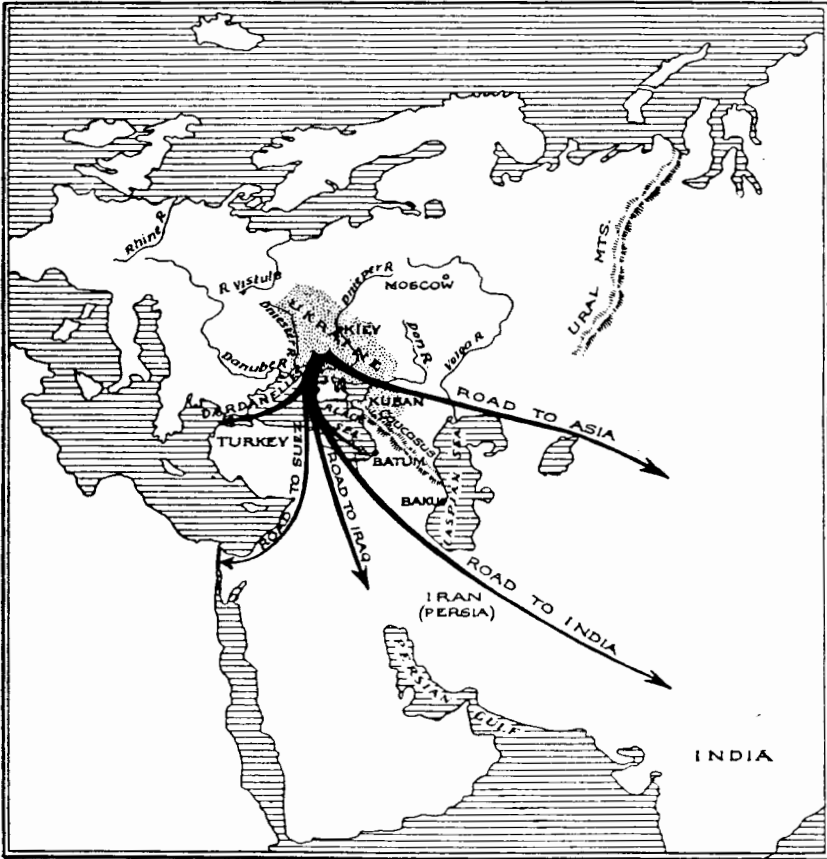 Rhine R
R Vistula
Dnieper R
MOSCOW
URAL MTS.
UKRAINE
KIEV
Dniester R
Don R
Volga R
Danube R
DARDANELLES
KUBAN
ROAD TO ASIA
BLACK SEA
Caucasus
TURKEY
BATUM
CASPIAN SEA
BAKU
ROAD TO SUEZ
ROAD TO IRAQ
ROAD TO INDIA
IRAN
(PERSIA)
PERSIAN GULF
INDIA